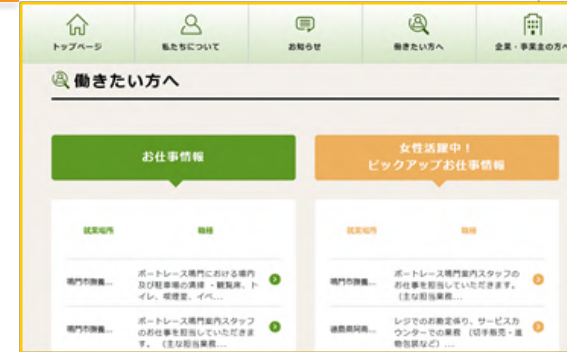 トップページ
私たちについて
お知らせ
働きたい方へ
企業・事業主の方へ
働きたい方へ
お仕事情報
女性活躍中！
ピックアップお仕事情報
就業場所
職種
鳴門市撫養...
ボートレース鳴門における場内
及び駐車場の清掃 ・観覧席、ト
イレ、喫煙室、イベ...
鳴門市撫養...
ボートレース鳴門案内スタッフ
のお仕事を担当していただきま
す。（主な担当業務...
就業場所
職種
鳴門市撫養...
ボートレース鳴門案内スタッフの
お仕事を担当していただきます。
（主な担当業務...
徳島県阿南...
レジでのお勘定係り、サービスカ
ウンターでの業務 （切手販売・進
物包装など）...